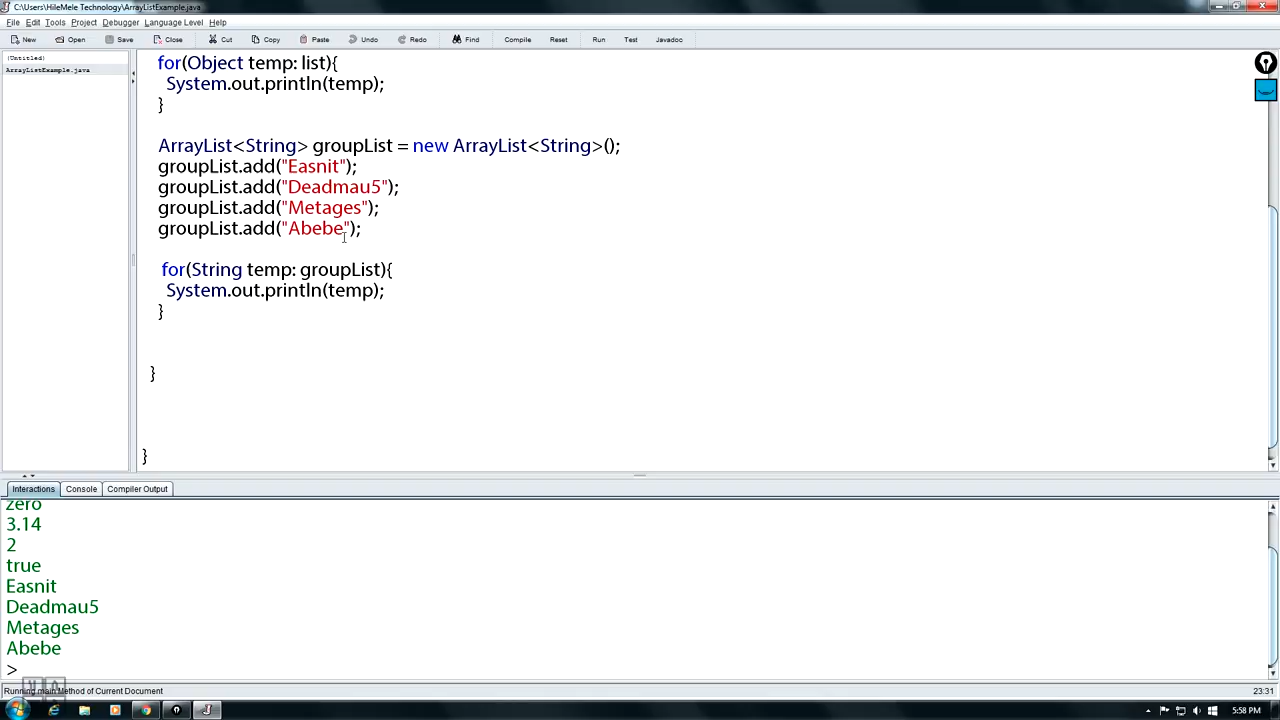 C:\Users\HileMele Technology\ArrayListExample.java
File Edit Tools Project Debugger Language Level Help
New Open Save Close Cut Copy Paste Undo Redo Find Compile Reset Run Test Javadoc
(Untitled)
ArrayListExample.java
for(Object temp: list){
System.out.println(temp);
}
ArrayList<String> groupList = new ArrayList<String>();
groupList.add("Easnit");
groupList.add("Deadmau5");
groupList.add("Metages");
groupList.add("Abebe");
for(String temp: groupList){
System.out.println(temp);
}
}
}
Interactions Console Compiler Output
zero
3.14
2
true
Easnit
Deadmau5
Metages
Abebe
>
Running main Method of Current Document
23:31
5:58 PM